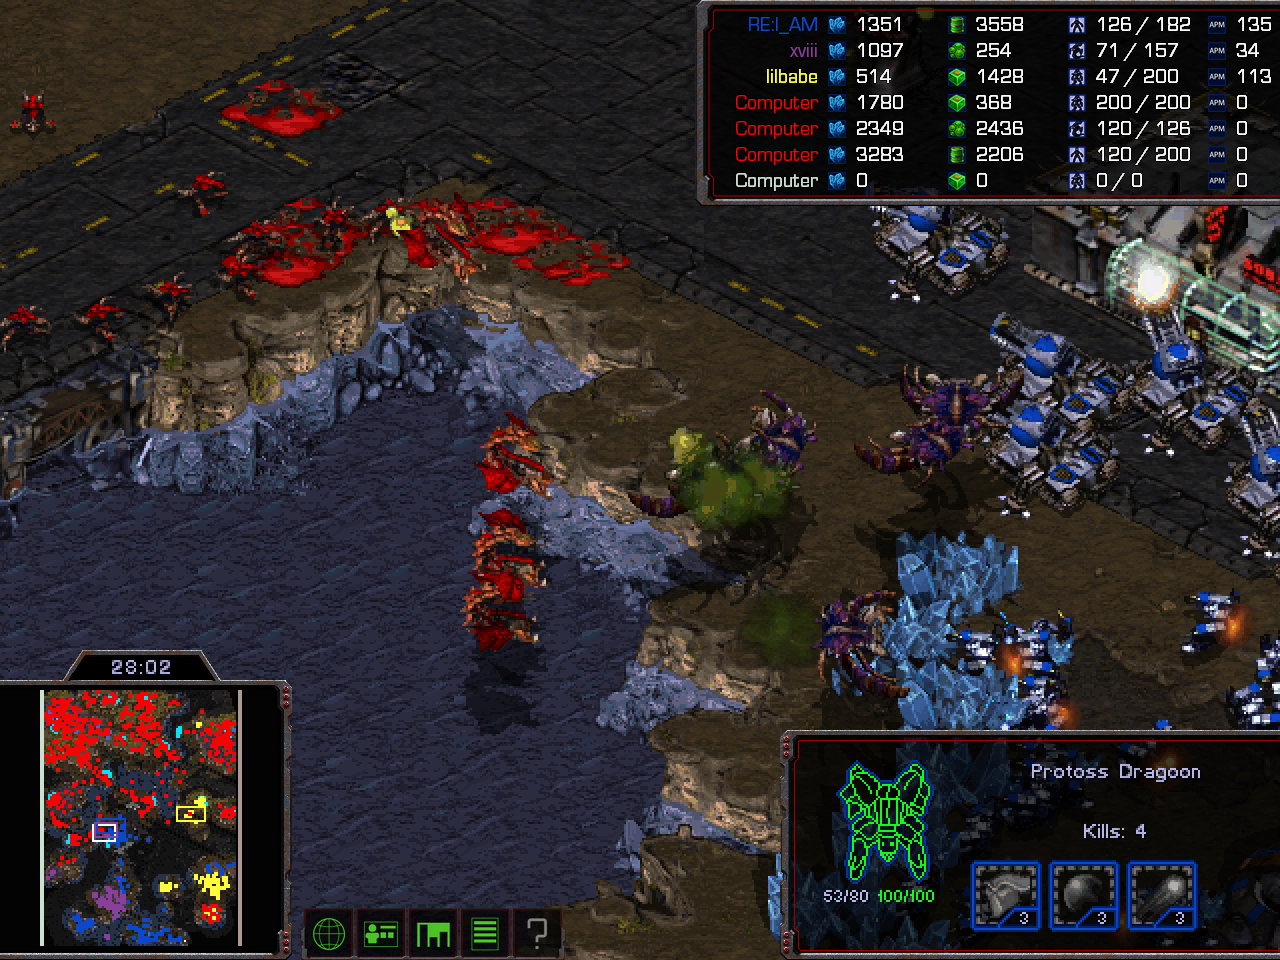 RE:I_AM 1351 3558 126 / 182 APM 135
xviii 1097 254 71 / 157 APM 34
lilbabe 514 1428 47 / 200 APM 113
Computer 1780 368 200 / 200 APM 0
Computer 2349 2436 120 / 126 APM 0
Computer 3283 2206 120 / 200 APM 0
Computer 0 0 0 / 0 APM 0
28:02
Protoss Dragoon
Kills: 4
53/80 100/100
3 3 3
?